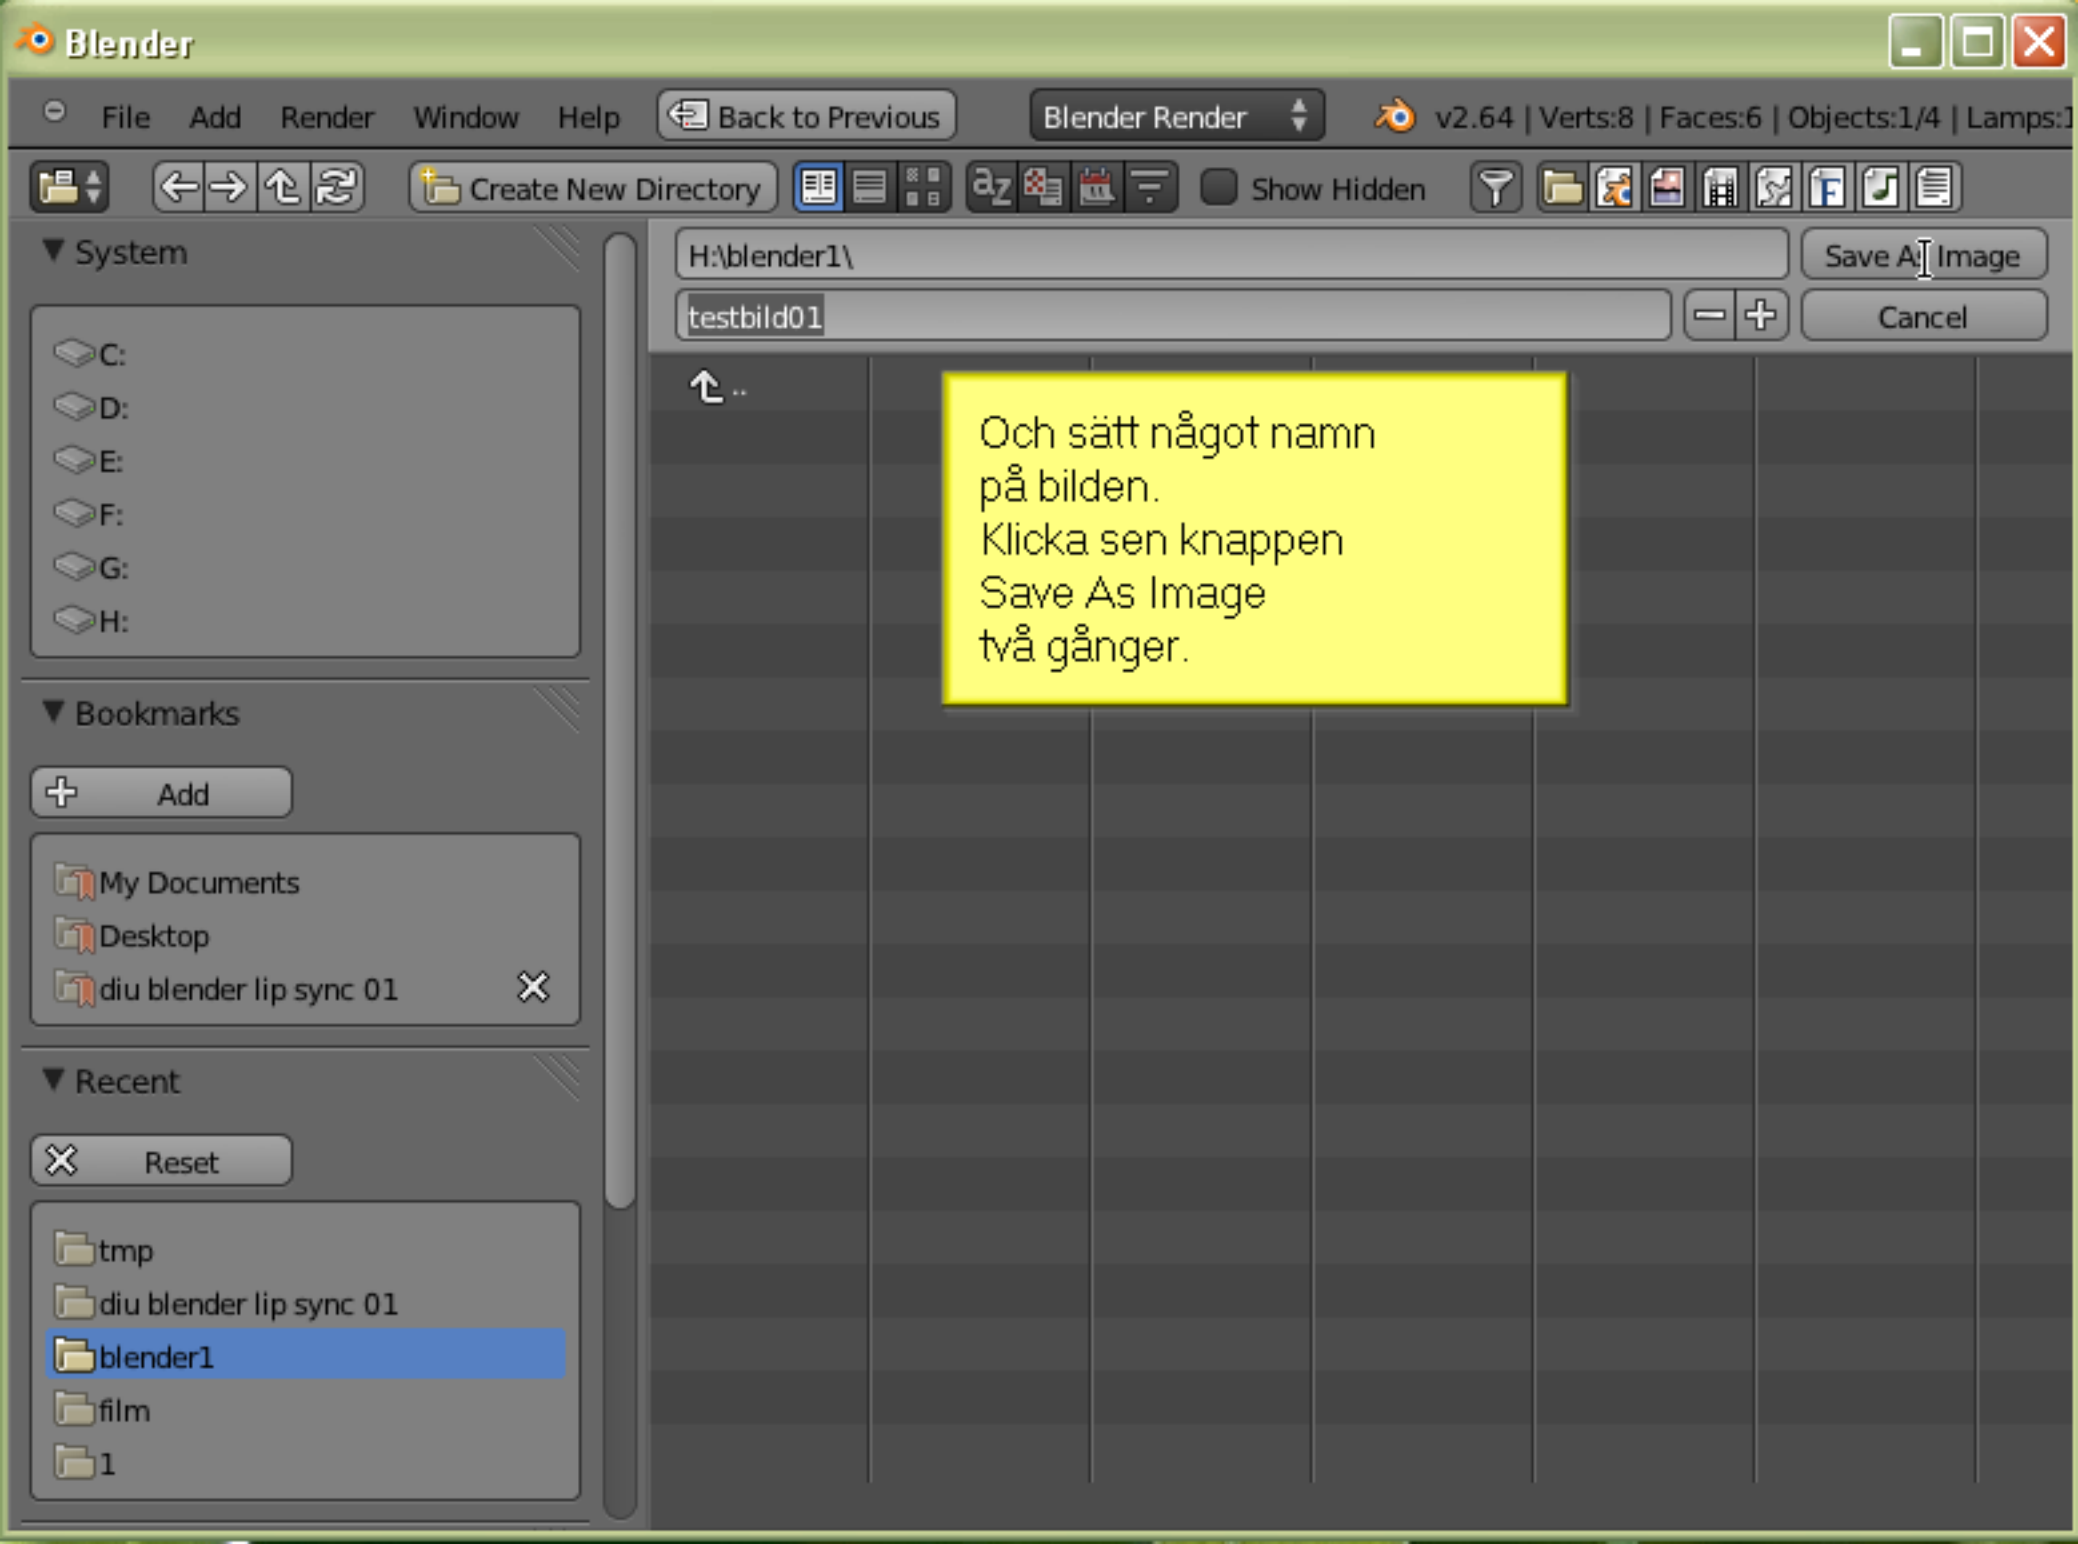 Blender
File Add Render Window Help Back to Previous Blender Render v2.64 | Verts:8 | Faces:6 | Objects:1/4 | Lamps:1
Create New Directory Show Hidden
System
C:
D:
E:
F:
G:
H:
Bookmarks
Add
My Documents
Desktop
diu blender lip sync 01
Recent
Reset
tmp
diu blender lip sync 01
blender1
film
1
H:\blender1\ Save As Image
testbild01 Cancel
..
Och sätt något namn
på bilden.
Klicka sen knappen
Save As Image
två gånger.